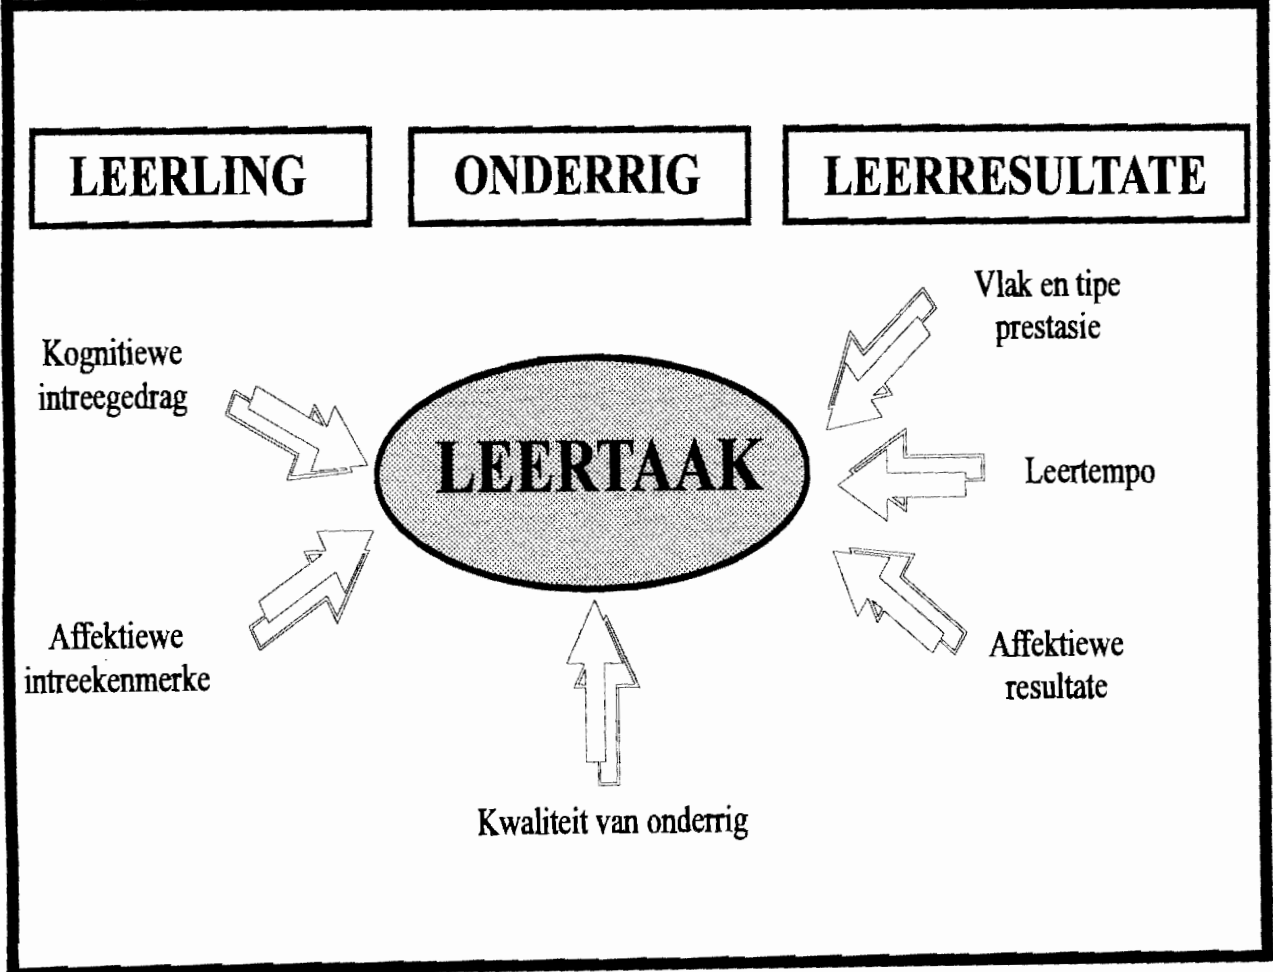 LEERLING
ONDERRIG
LEERRESULTATE
Vlak en tipe
prestasie
Kognitiewe
intreegedrag
LEERTAAK
Leertempo
Affektiewe
intreekenmerke
Affektiewe
resultate
Kwaliteit van onderrig